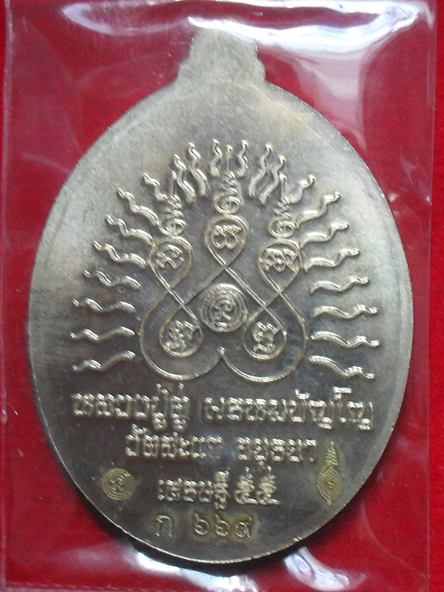 หลวงปู่ดู่ พรหมปัญโญ
วัดสะแก อยุธยา
เศรษฐี ๕๕
ก ๖๖๙